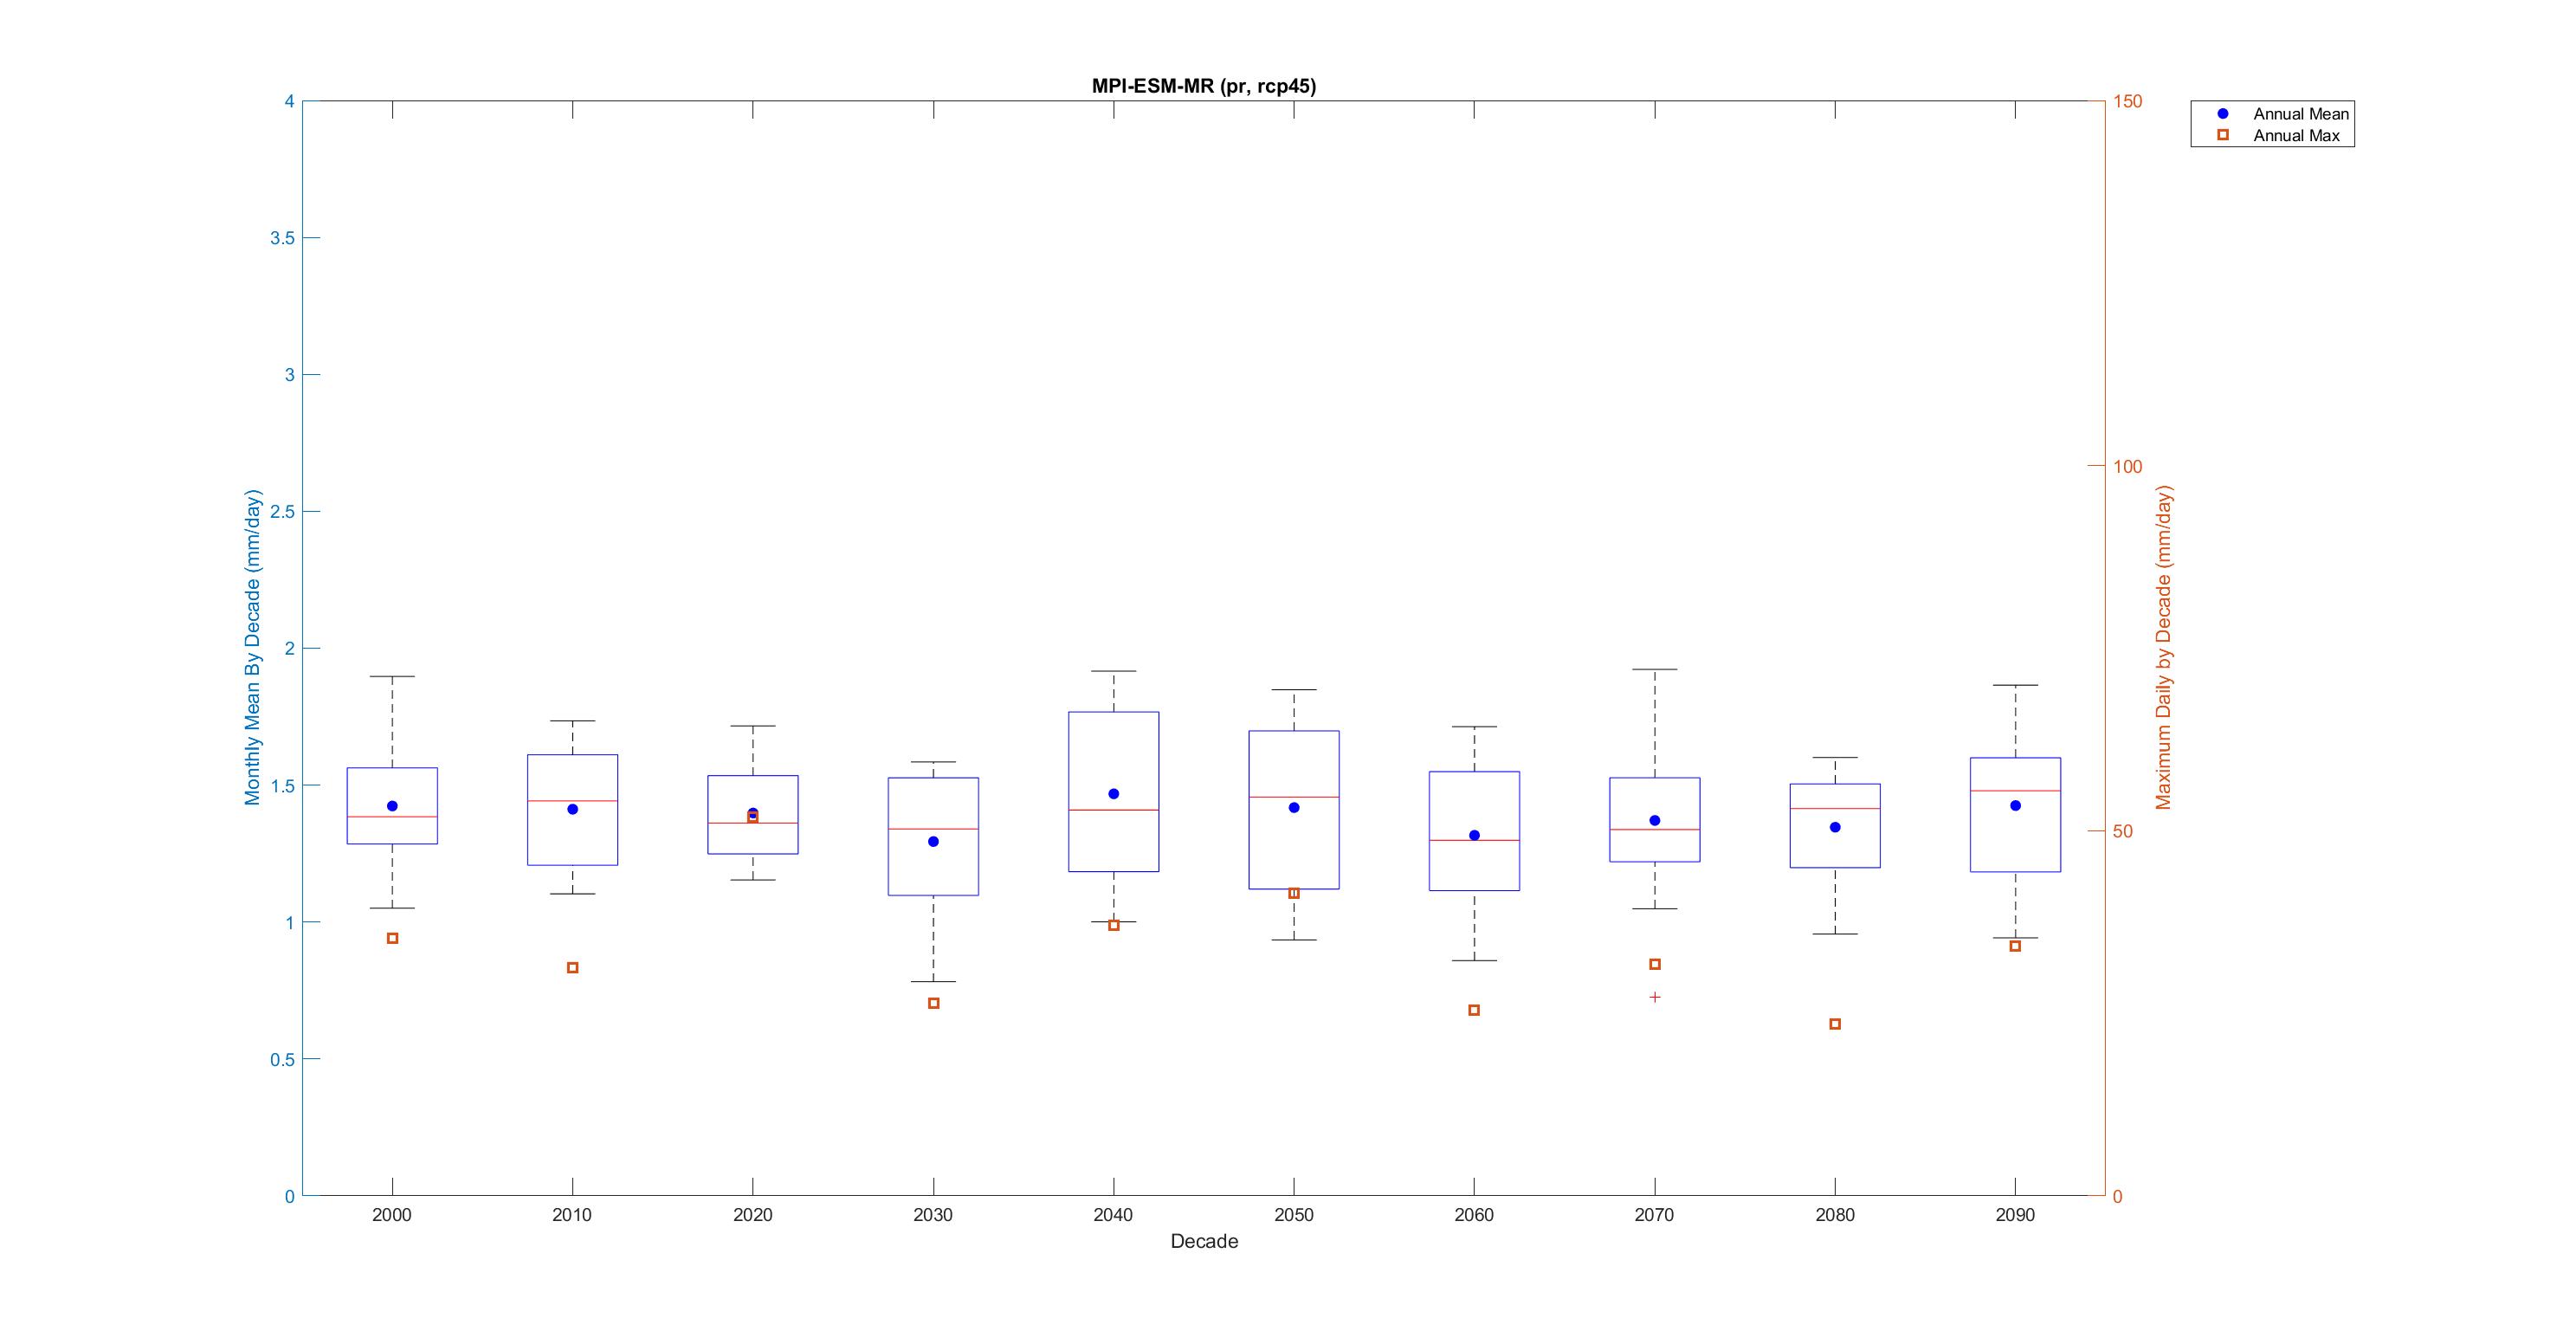 MPI-ESM-MR (pr, rcp45)
Annual Mean
Annual Max
Monthly Mean By Decade (mm/day)
4
3.5
3
2.5
2
1.5
1
0.5
0
150
100
50
0
Maximum Daily by Decade (mm/day)
2000 2010 2020 2030 2040 2050 2060 2070 2080 2090
Decade